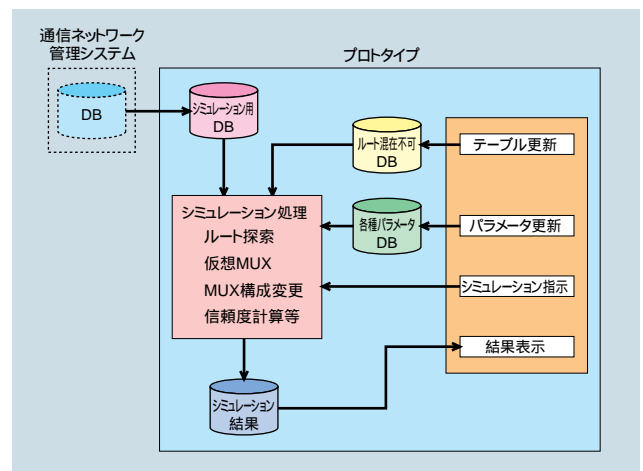 通信ネットワーク
管理システム
DB
プロトタイプ
シミュレーション用
DB
ルート混在不可
DB
テーブル更新
シミュレーション処理
ルート探索
仮想MUX
MUX構成変更
信頼度計算等
各種パラメータ
DB
パラメータ更新
シミュレーション指示
結果表示
シミュレーション
結果